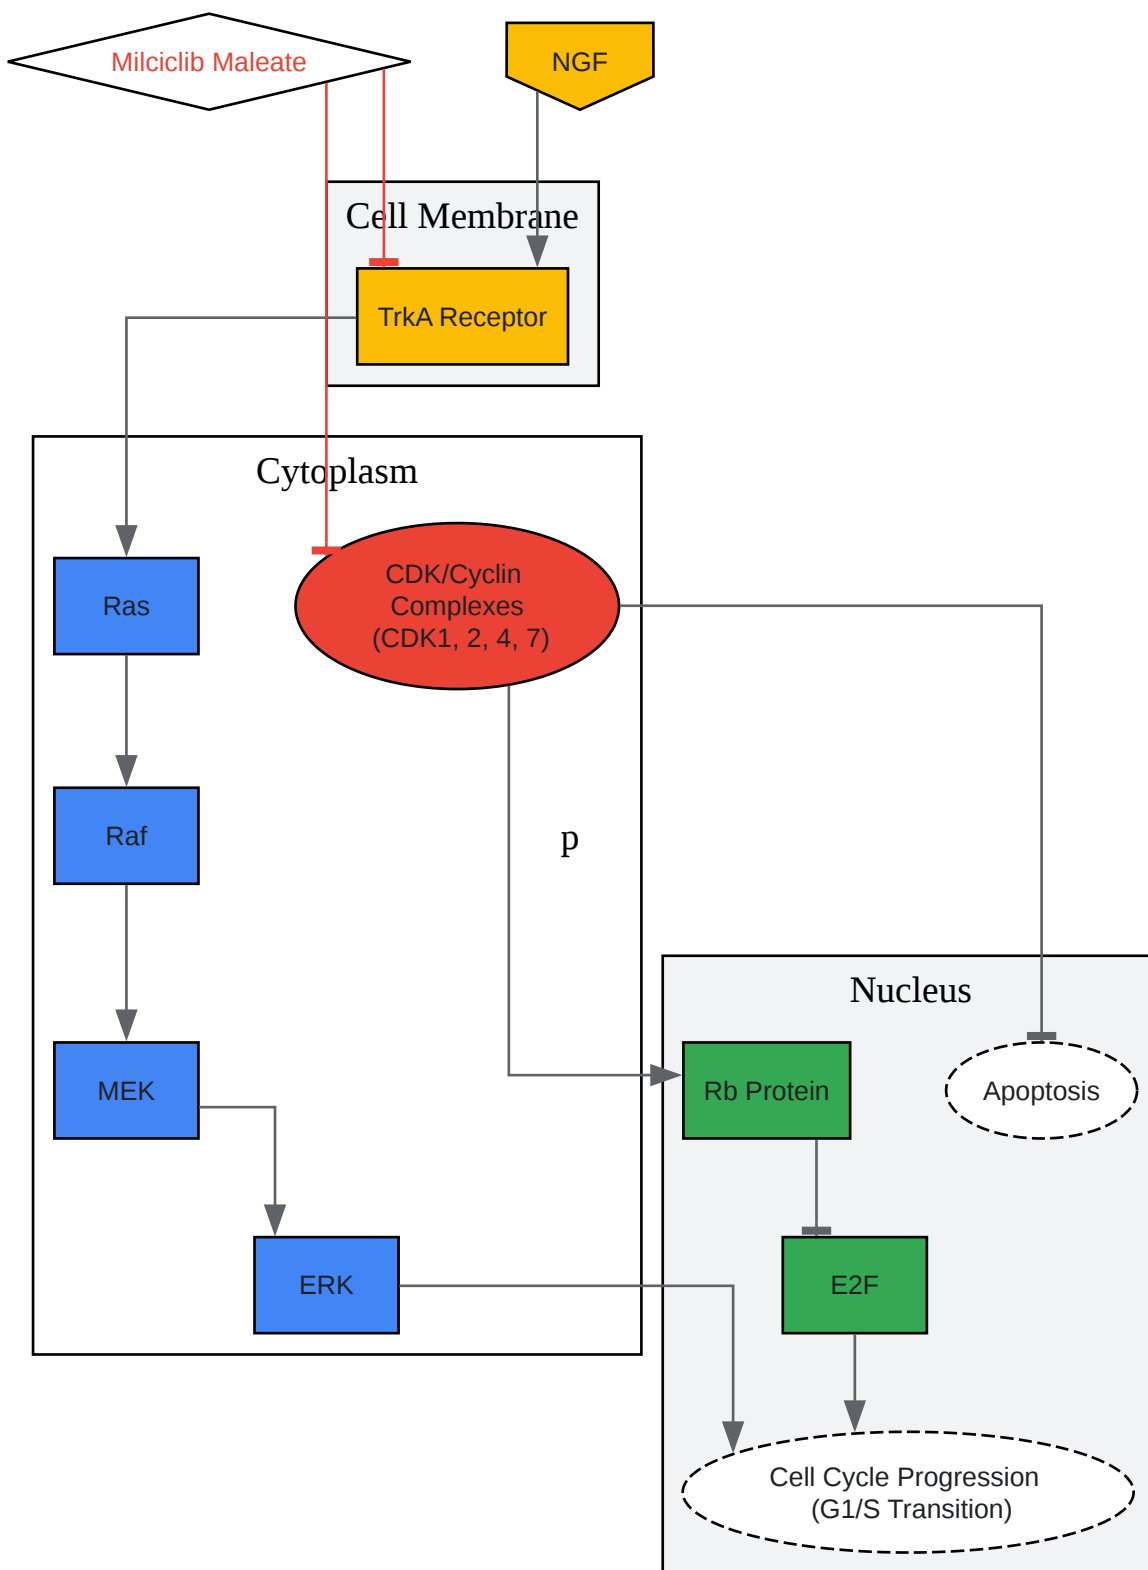 Milciclib Maleate
NGF
Cell Membrane
TrkA Receptor
Cytoplasm
CDK/Cyclin
Complexes
(CDK1, 2, 4, 7)
Ras
Raf
p
Nucleus
MEK
Rb Protein
Apoptosis
ERK
E2F
Cell Cycle Progression
(G1/S Transition)